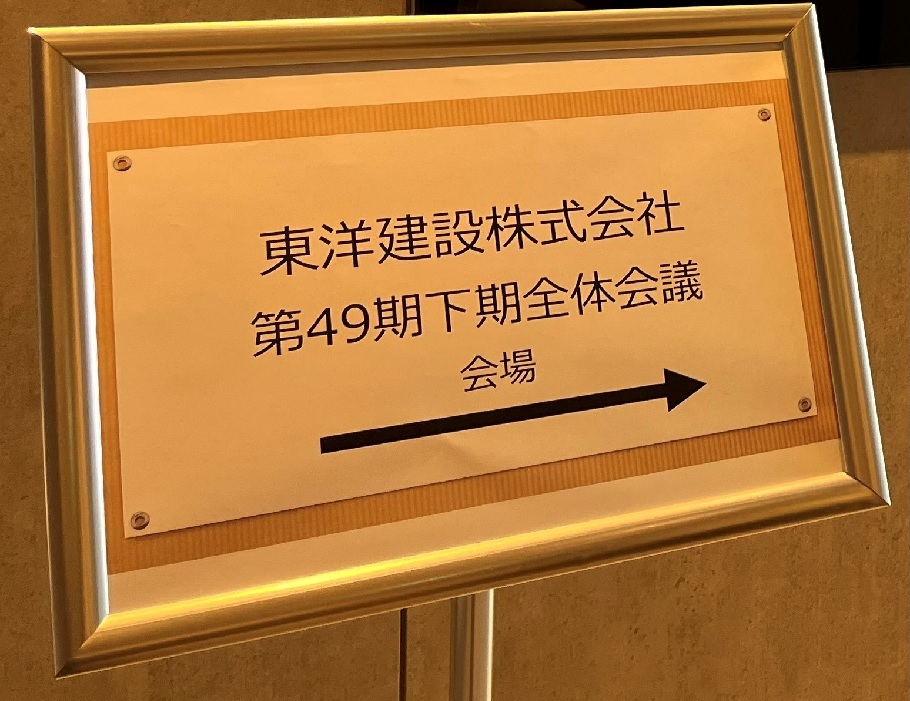 東洋建設株式会社
第49期下期全体会議
会場